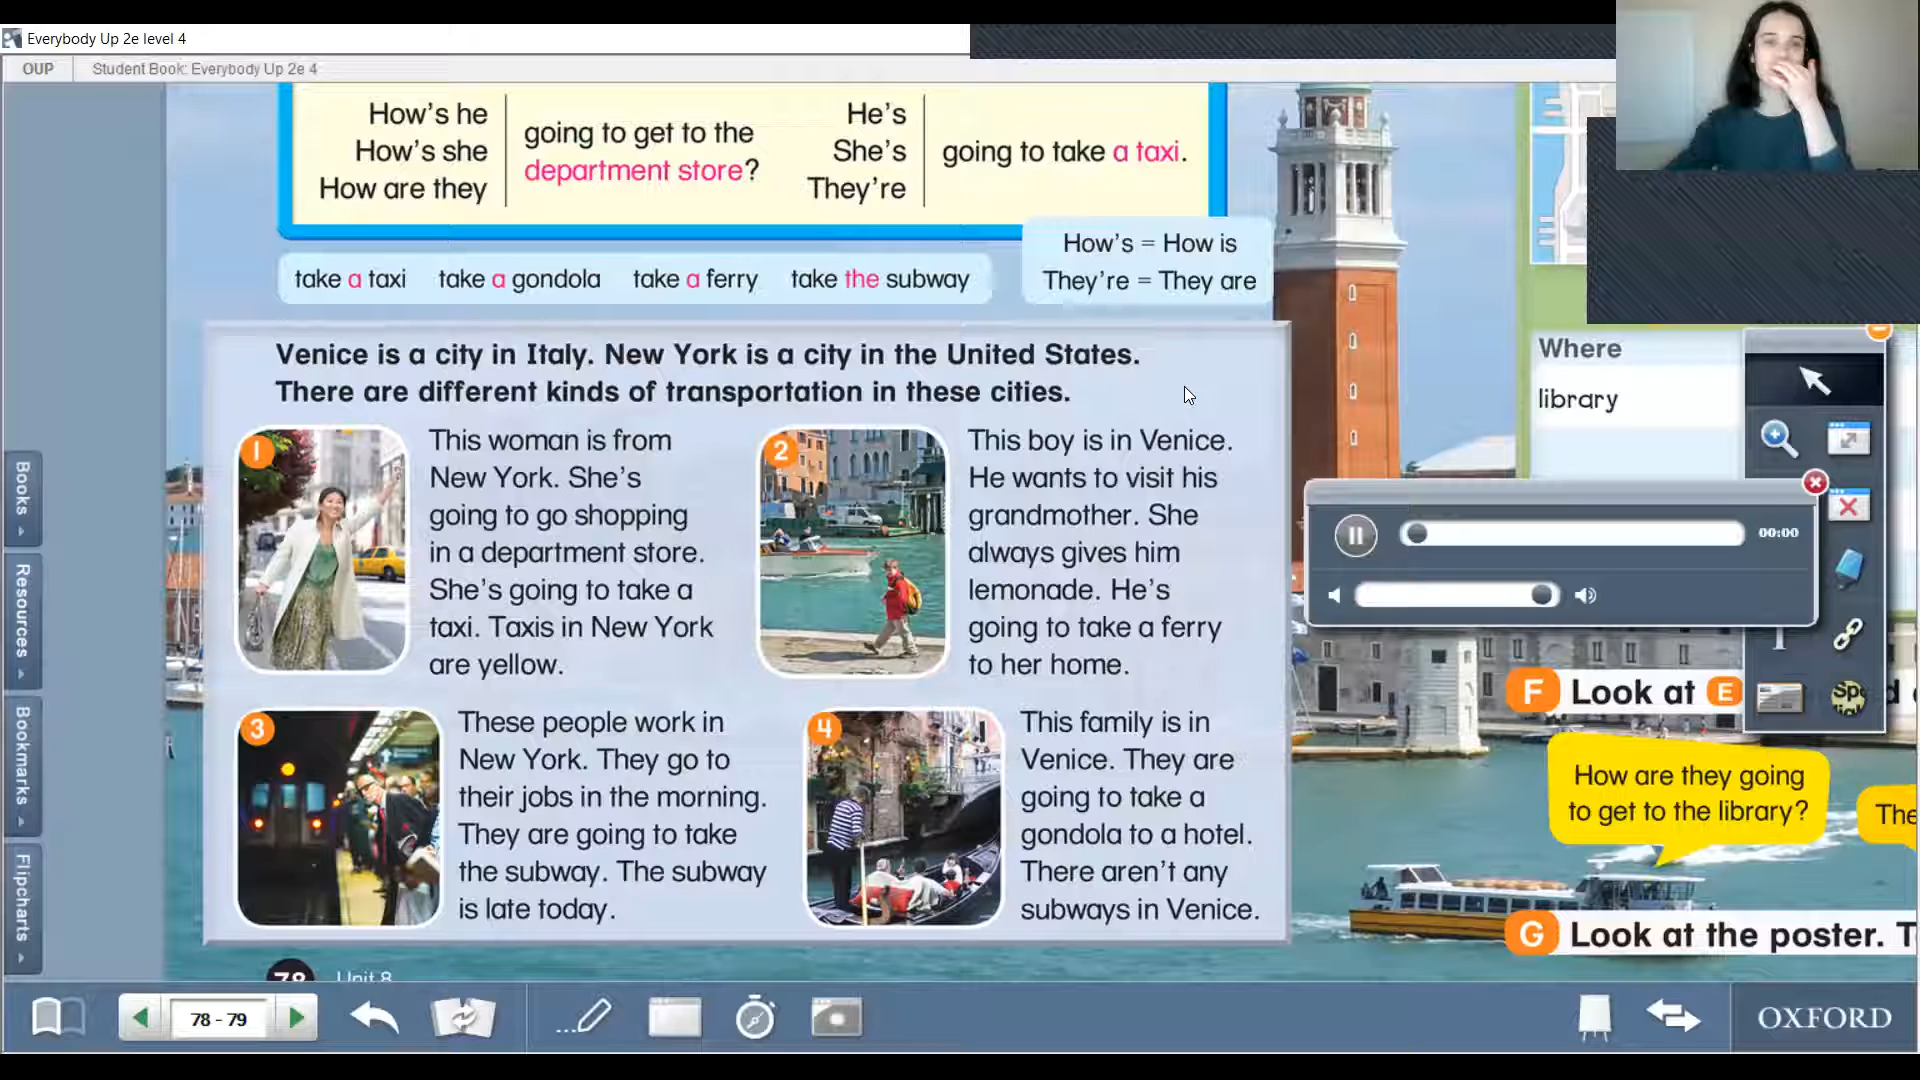 Everybody Up 2e level 4
OUP
Student Book: Everybody Up 2e 4
How's he
How's she
How are they
going to get to the
department store?
He's
She's
They're
going to take a taxi.
How's = How is
They're = They are
take a taxi take a gondola take a ferry take the subway
Venice is a city in Italy. New York is a city in the United States.
There are different kinds of transportation in these cities.
1
This woman is from
New York. She's
going to go shopping
in a department store.
She's going to take a
taxi. Taxis in New York
are yellow.
2
This boy is in Venice.
He wants to visit his
grandmother. She
always gives him
lemonade. He's
going to take a ferry
to her home.
3
These people work in
New York. They go to
their jobs in the morning.
They are going to take
the subway. The subway
is late today.
4
This family is in
Venice. They are
going to take a
gondola to a hotel.
There aren't any
subways in Venice.
78 Unit 8
Where
library
00:00
F Look at E
How are they going
to get to the library?
The
G Look at the poster. T
Books
Resources
Bookmarks
Flipcharts
78 - 79
OXFORD